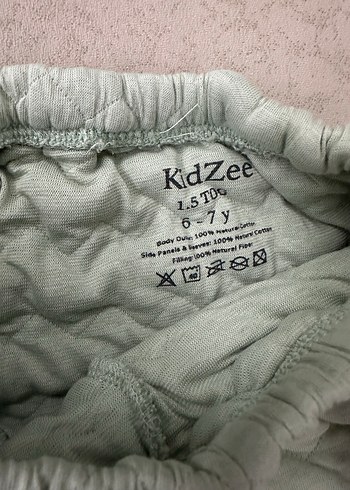 KidZee
1.5 TOG
6 - 7 y
Body Outer: 100% Natural Cotton
Side Panels & Sleeves: 100% Natural Cotton
Filling: 100% Natural Fiber
40